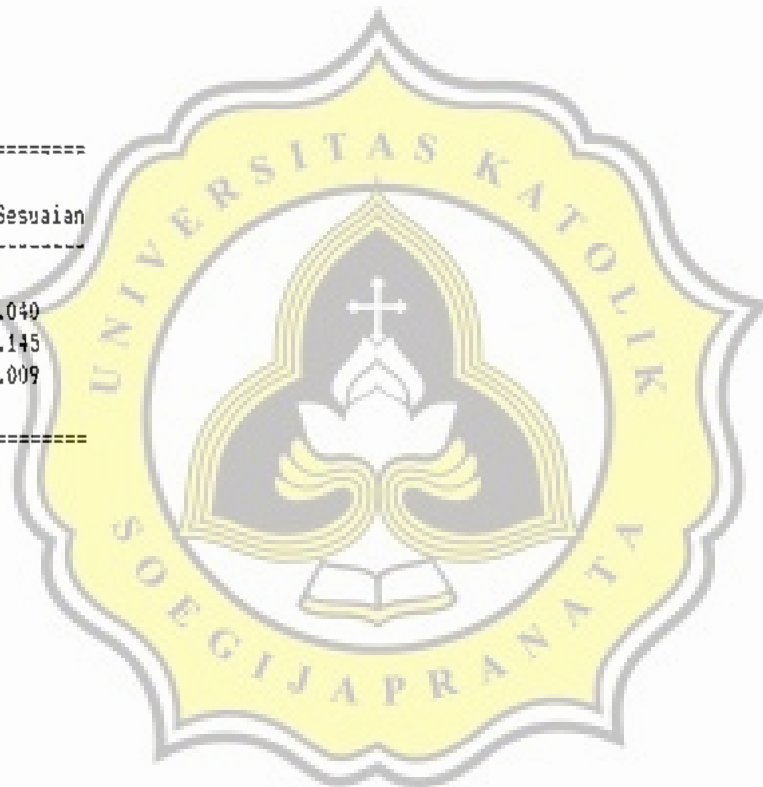 ========
Sesuaian
--------
.040
.145
.009
========
UNIVERSITAS KATOLIK
SOEGIJAPRANATA